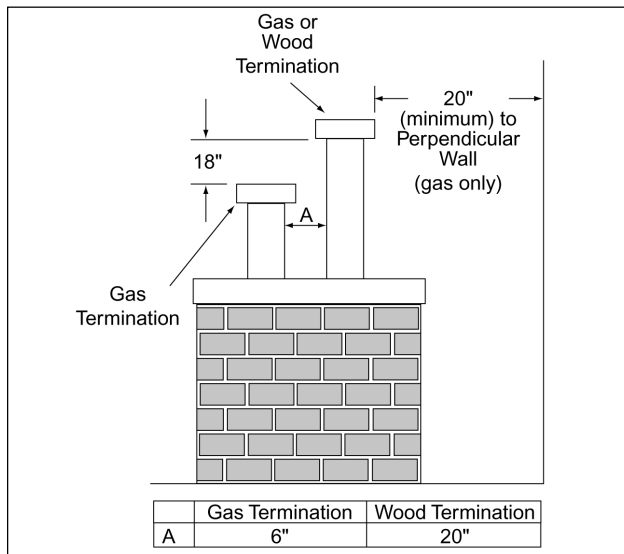 Gas or
Wood
Termination
20"
(minimum) to
Perpendicular
Wall
(gas only)
18"
A
Gas
Termination
Gas Termination Wood Termination
A 6" 20"